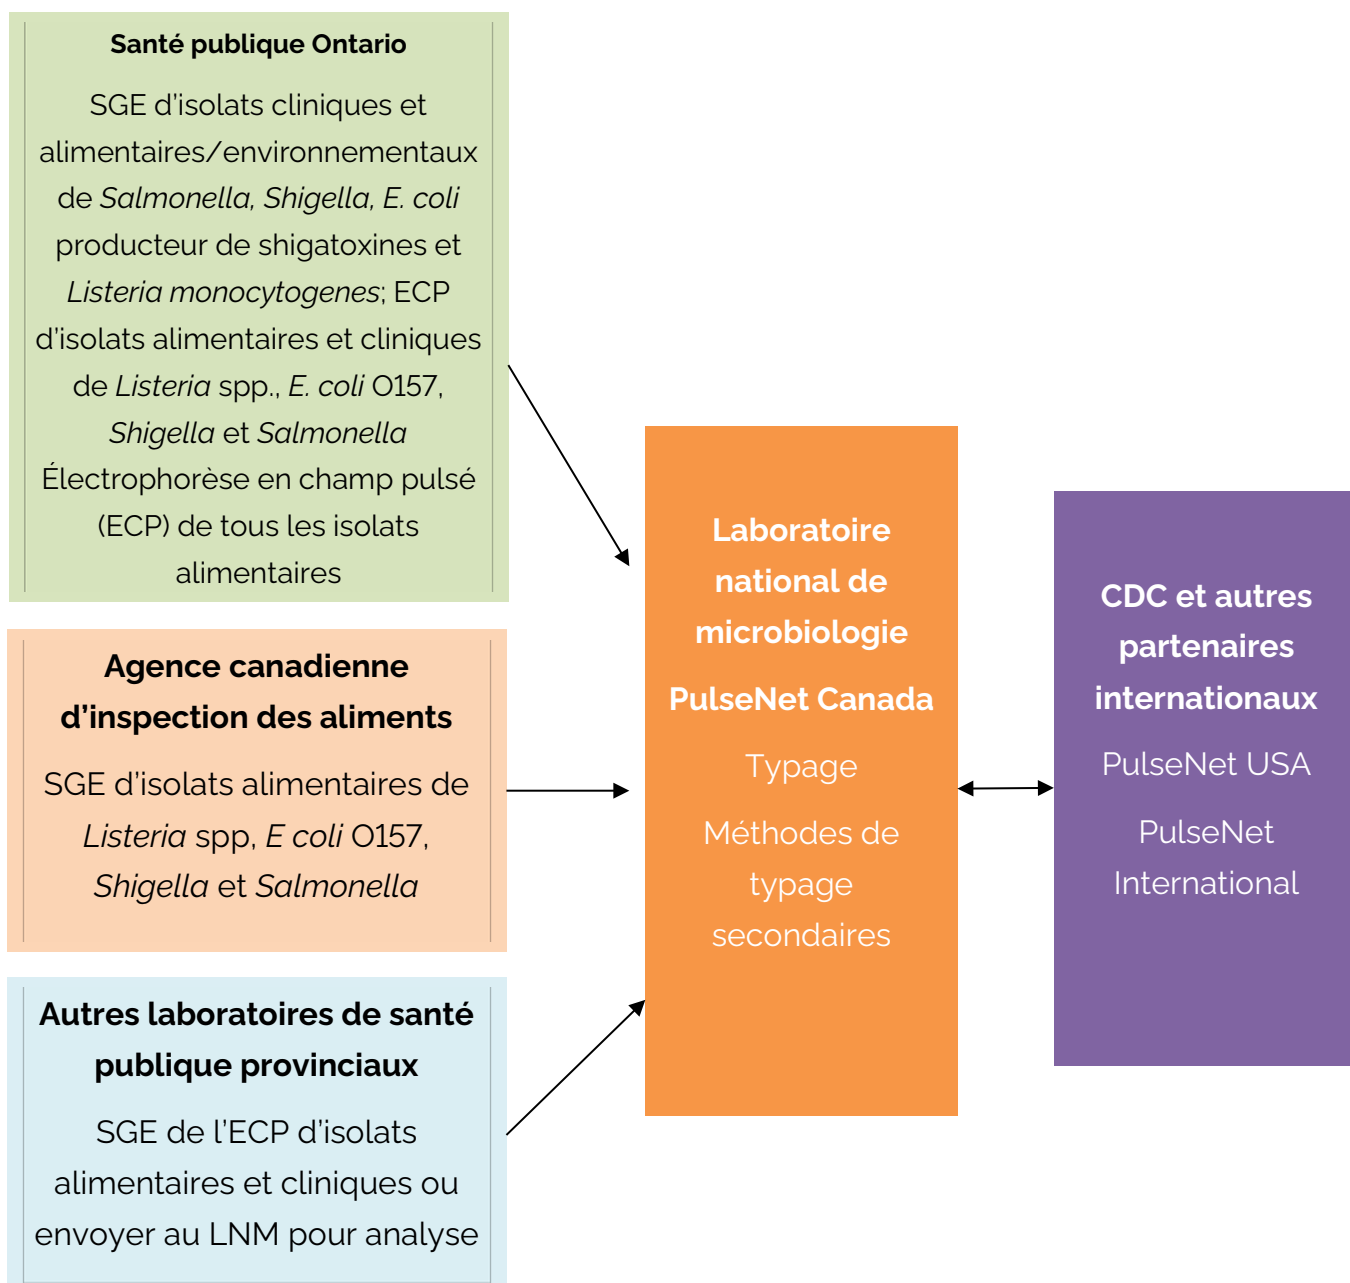 Santé publique Ontario
SGE d'isolats cliniques et
alimentaires/environnementaux
de Salmonella, Shigella, E. coli
producteur de shigatoxines et
Listeria monocytogenes; ECP
d'isolats alimentaires et cliniques
de Listeria spp., E. coli O157,
Shigella et Salmonella
Électrophorèse en champ pulsé
(ECP) de tous les isolats
alimentaires
Agence canadienne
d'inspection des aliments
SGE d'isolats alimentaires de
Listeria spp, E coli O157,
Shigella et Salmonella
Autres laboratoires de santé
publique provinciaux
SGE de l'ECP d'isolats
alimentaires et cliniques ou
envoyer au LNM pour analyse
Laboratoire
national de
microbiologie
PulseNet Canada
Typage
Méthodes de
typage
secondaires
CDC et autres
partenaires
internationaux
PulseNet USA
PulseNet
International